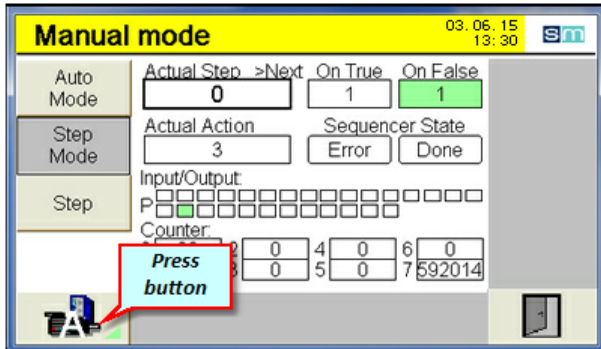 Manual mode
03. 06. 15
13: 30
sm
Auto
Mode
Actual Step >Next On True On False
0 1 1
Step
Mode
Actual Action Sequencer State
3 Error Done
Input/Output:
Step
P
Counter:
2 0 4 0 6 0
0 5 0 7 592014
Press
button
A